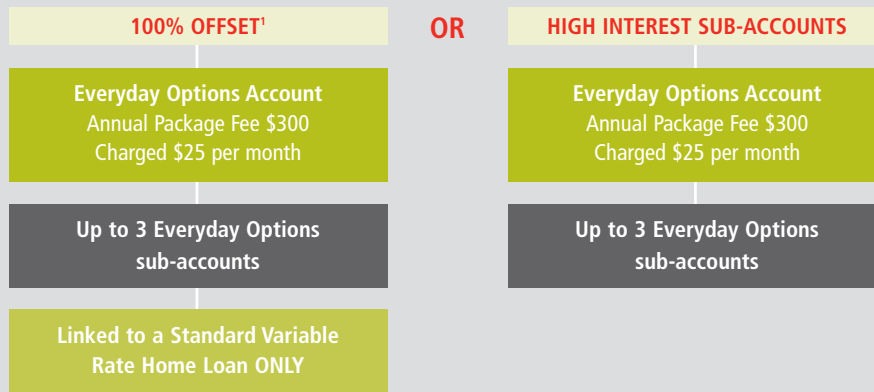 100% OFFSET¹
Everyday Options Account
Annual Package Fee $300
Charged $25 per month
Up to 3 Everyday Options
sub-accounts
Linked to a Standard Variable
Rate Home Loan ONLY
OR
HIGH INTEREST SUB-ACCOUNTS
Everyday Options Account
Annual Package Fee $300
Charged $25 per month
Up to 3 Everyday Options
sub-accounts